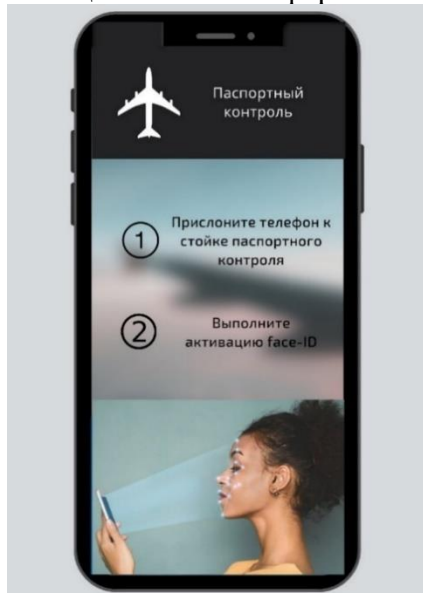 Паспортный
контроль
1
Прислоните телефон к
стойке паспортного
контроля
2
Выполните
активацию face-ID